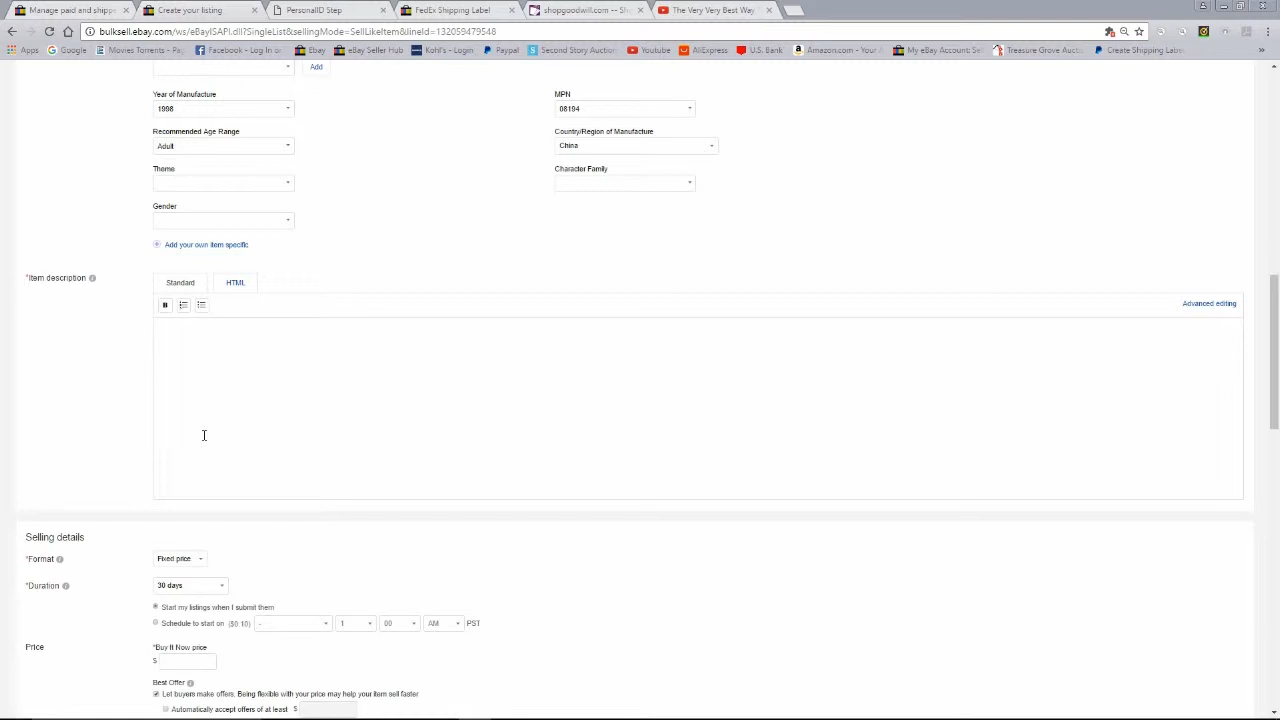 Manage paid and shipp
Create your listing
PersonalID Step
FedEx Shipping Label
shopgoodwill.com -- Sho
The Very Very Best Way
bulksell.ebay.com/ws/eBayISAPI.dll?SingleList&sellingMode=SellLikeItem&lineId=132059479548
Apps
Google
Movies Torrents - Pa
Facebook - Log In o
Ebay
eBay Seller Hub
Kohl's -
Paypal
Second Story Auction
Youtube
U.S. Bank
Amazon.com - Your A
My eBay Account Se
Treasure Grove Auctio
Create Shipping
»
Add
Year of Manufacture
MPN
1998
08194
Recommended Age Range
Country/Region of Manufacture
Adult
China
Theme
Character Family
Gender
Add your own item specific
*Item description
Standard
HTML
Advanced editing
Selling details
*Format
Fixed price
*Duration
30 days
Start my listings when I submit them
Schedule to start on ($0.10) - 1 00 AM PST
Price
*Buy It Now price
$
Best Offer
Let buyers make offers. Being flexible with your price may help your item sell faster
Automatically accept offers of at least $